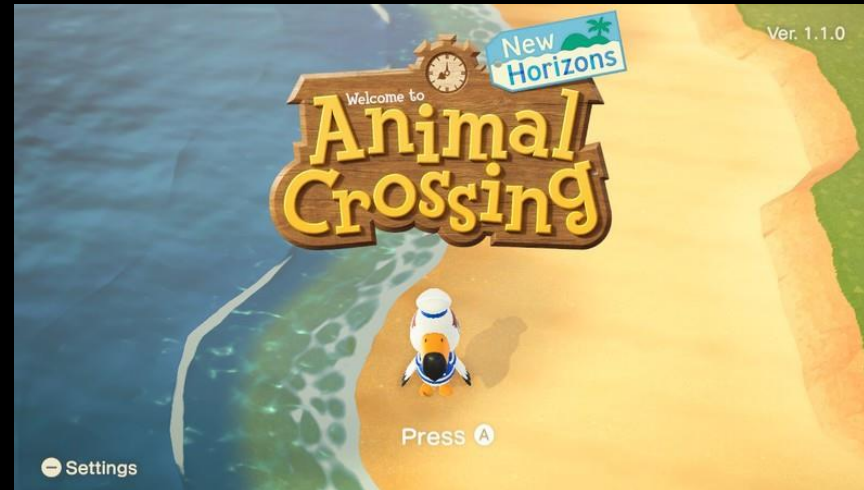 New
Horizons
Ver. 1.1.0
Welcome to
Animal
Crossing
Press A
Settings